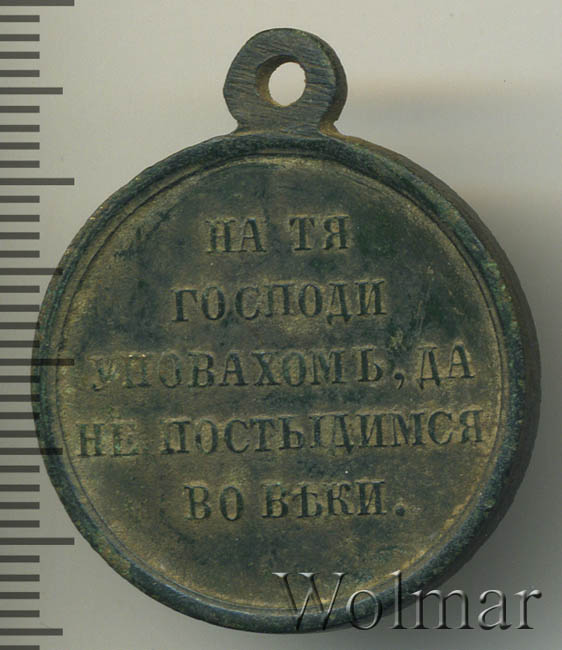 НА ТЯ
ГОСПОДИ
УПОВАХОМЪ, ДА
НЕ ПОСТЫДИМСЯ
ВО ВѢКИ.
Wolmar